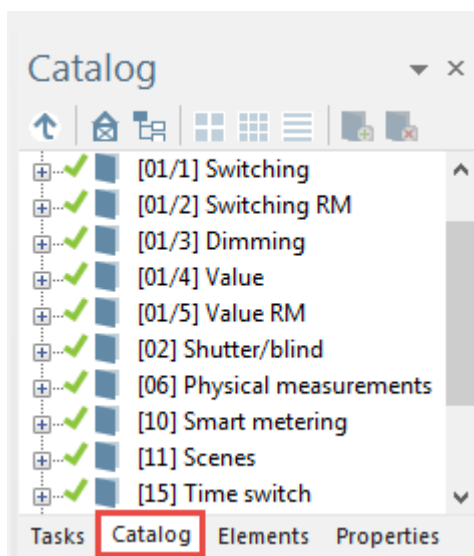 Catalog
[01/1] Switching
[01/2] Switching RM
[01/3] Dimming
[01/4] Value
[01/5] Value RM
[02] Shutter/blind
[06] Physical measurements
[10] Smart metering
[11] Scenes
[15] Time switch
Tasks Catalog Elements Properties